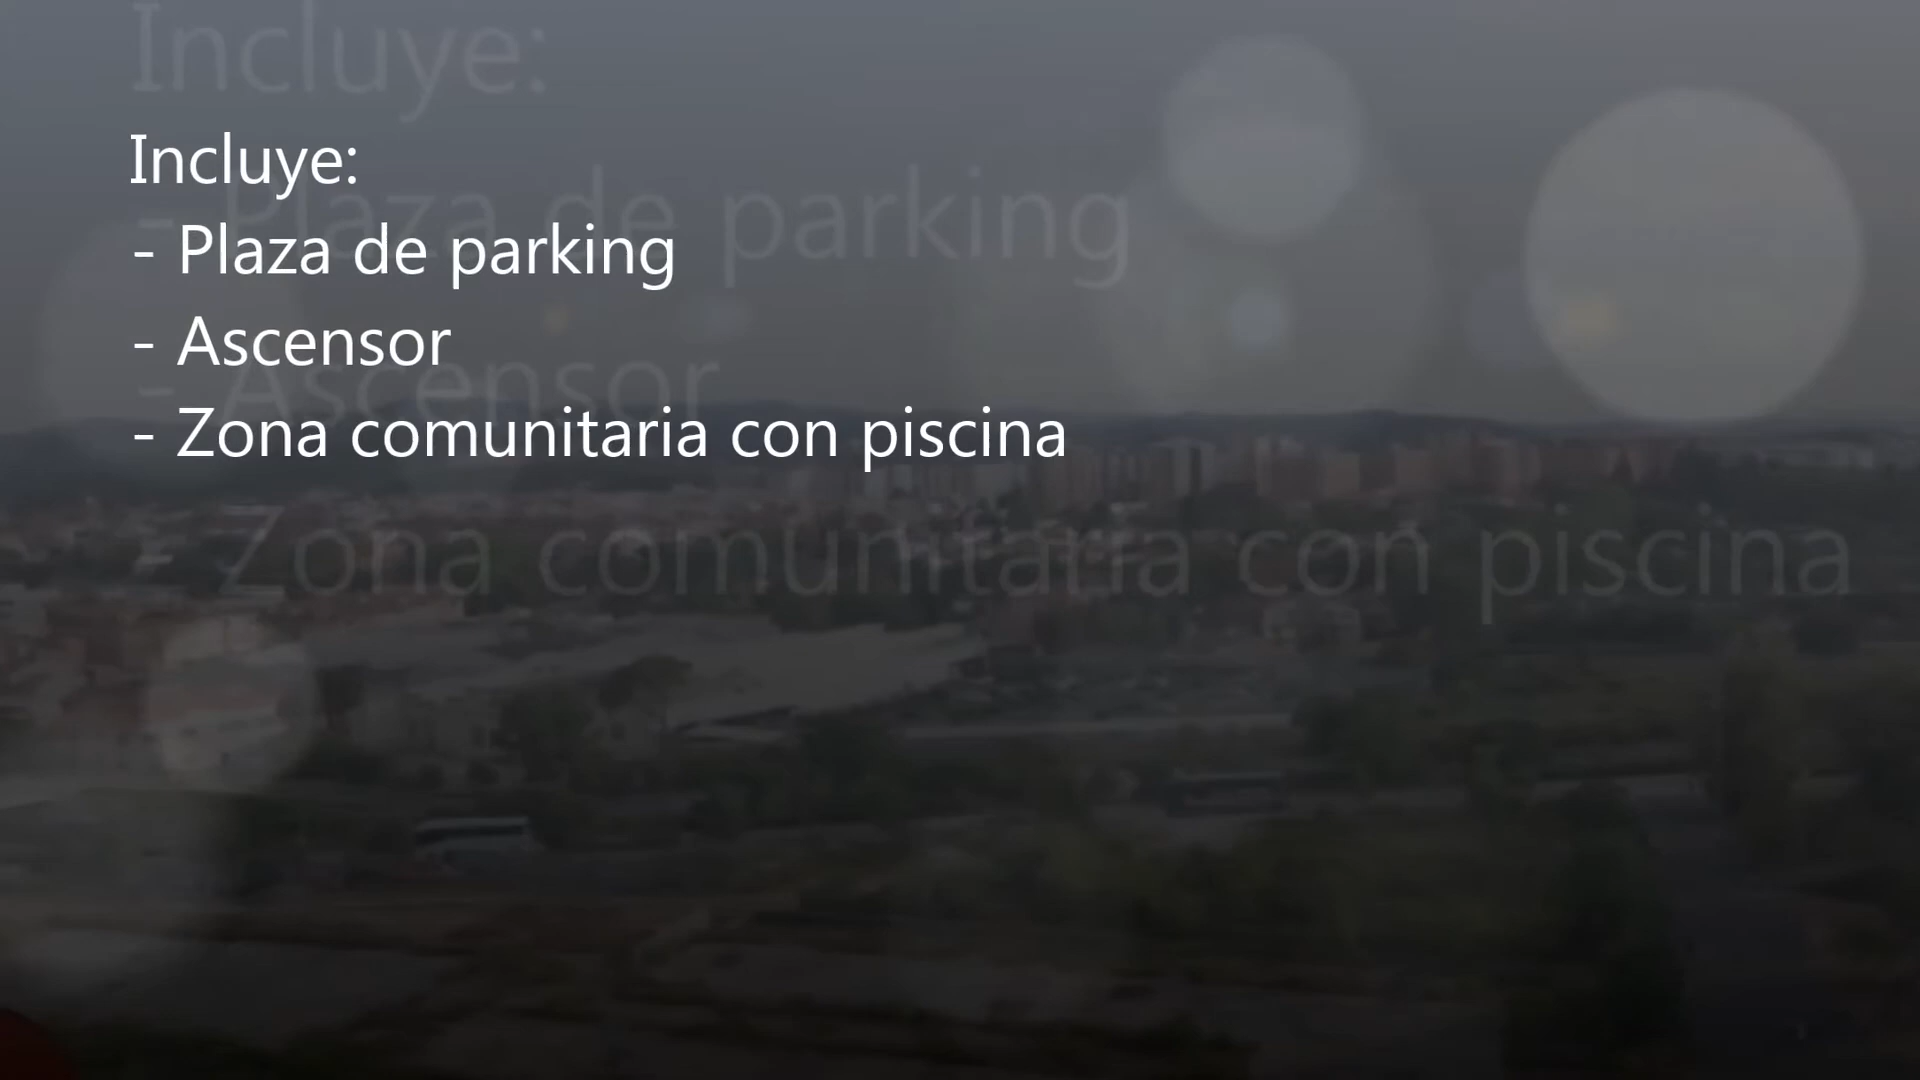 Incluye:
- Plaza de parking
- Ascensor
- Zona comunitaria con piscina